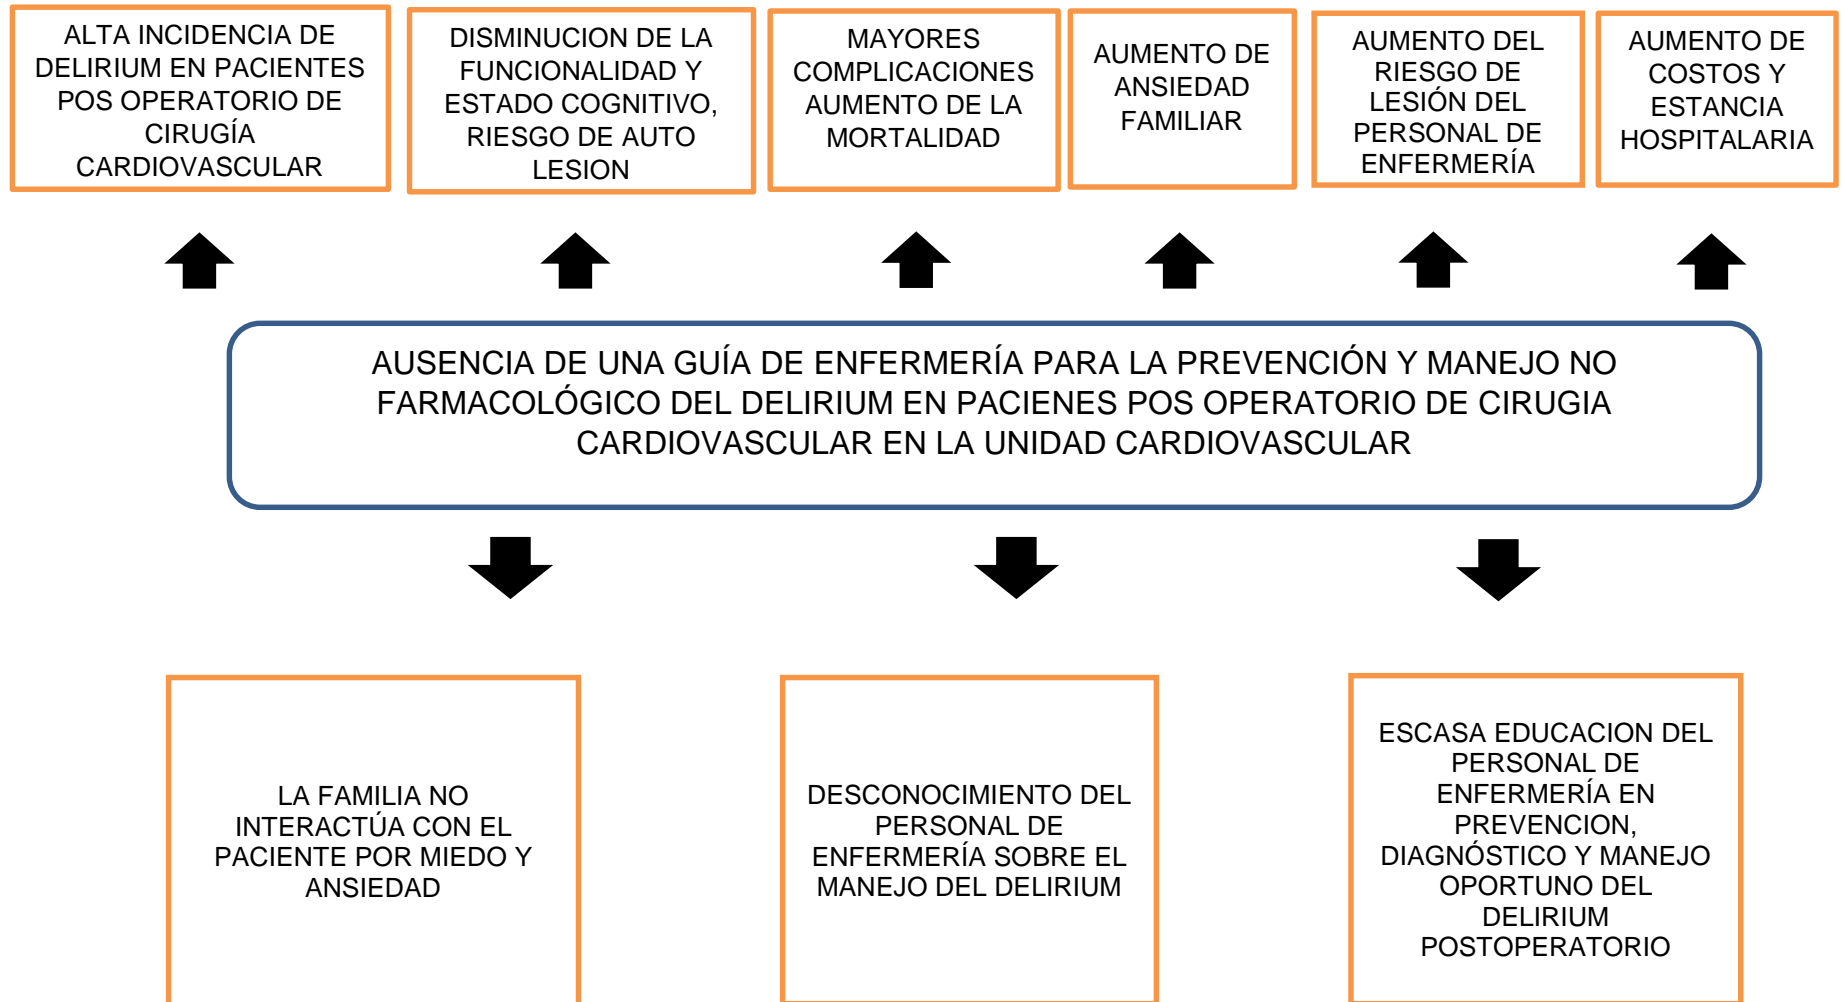 ALTA INCIDENCIA DE
DELIRIUM EN PACIENTES
POS OPERATORIO DE
CIRUGÍA
CARDIOVASCULAR
DISMINUCION DE LA
FUNCIONALIDAD Y
ESTADO COGNITIVO,
RIESGO DE AUTO
LESION
MAYORES
COMPLICACIONES
AUMENTO DE LA
MORTALIDAD
AUMENTO DE
ANSIEDAD
FAMILIAR
AUMENTO DEL
RIESGO DE
LESIÓN DEL
PERSONAL DE
ENFERMERÍA
AUMENTO DE
COSTOS Y
ESTANCIA
HOSPITALARIA
AUSENCIA DE UNA GUÍA DE ENFERMERÍA PARA LA PREVENCIÓN Y MANEJO NO
FARMACOLÓGICO DEL DELIRIUM EN PACIENES POS OPERATORIO DE CIRUGIA
CARDIOVASCULAR EN LA UNIDAD CARDIOVASCULAR
LA FAMILIA NO
INTERACTÚA CON EL
PACIENTE POR MIEDO Y
ANSIEDAD
DESCONOCIMIENTO DEL
PERSONAL DE
ENFERMERÍA SOBRE EL
MANEJO DEL DELIRIUM
ESCASA EDUCACION DEL
PERSONAL DE
ENFERMERÍA EN
PREVENCION,
DIAGNÓSTICO Y MANEJO
OPORTUNO DEL
DELIRIUM
POSTOPERATORIO